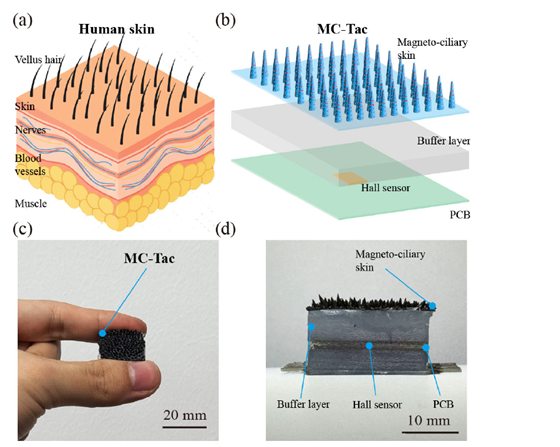 (a)
Human skin
Vellus hair
Skin
Nerves
Blood
vessels
Muscle
(b)
MC-Tac
Magneto-ciliary
skin
Buffer layer
Hall sensor
PCB
(c)
MC-Tac
20 mm
(d)
Magneto-ciliary
skin
Buffer layer
Hall sensor
PCB
10 mm